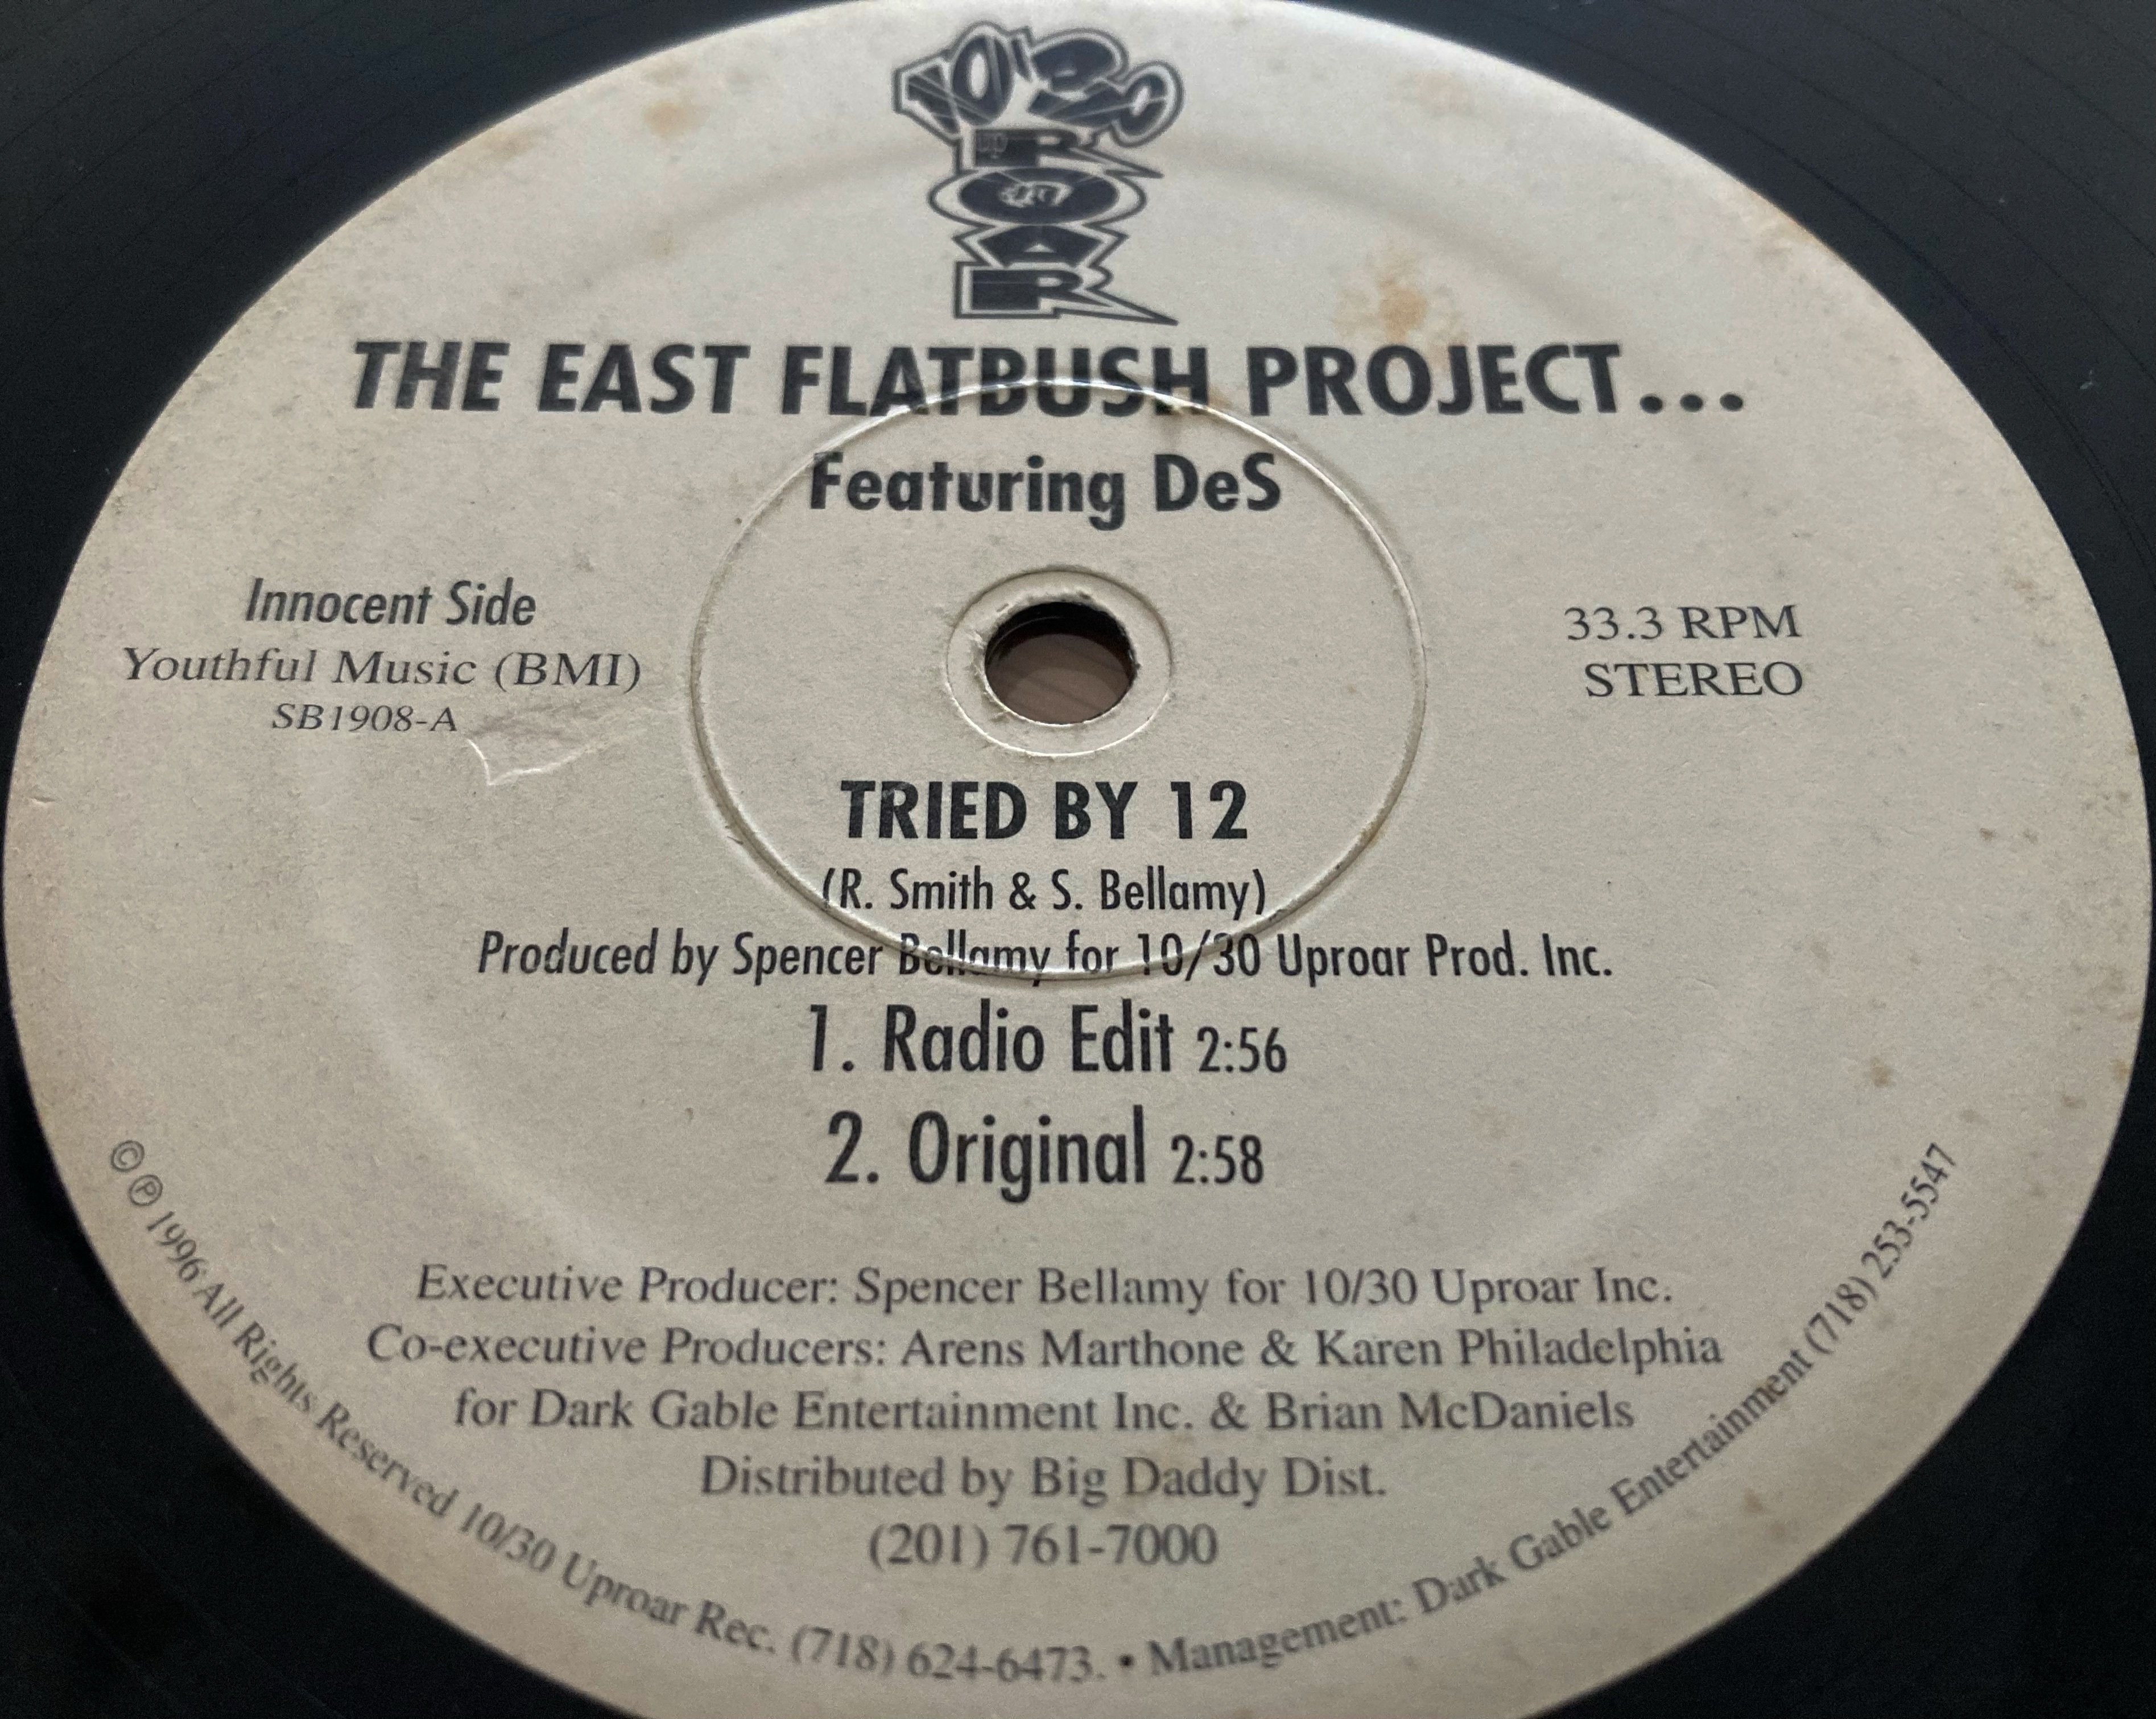 10'30
up
ROAR
THE EAST FLATBUSH PROJECT...
Featuring DeS
Innocent Side
Youthful Music (BMI)
SB1908-A
33.3 RPM
STEREO
TRIED BY 12
(R. Smith & S. Bellamy)
Produced by Spencer Bellamy for 10/30 Uproar Prod. Inc.
1. Radio Edit 2:56
2. Original 2:58
Executive Producer: Spencer Bellamy for 10/30 Uproar Inc.
Co-executive Producers: Arens Marthone & Karen Philadelphia
for Dark Gable Entertainment Inc. & Brian McDaniels
Distributed by Big Daddy Dist.
(201) 761-7000
©℗ 1996 All Rights Reserved 10/30 Uproar Rec. (718) 624-6473. • Management: Dark Gable Entertainment (718) 253-5547